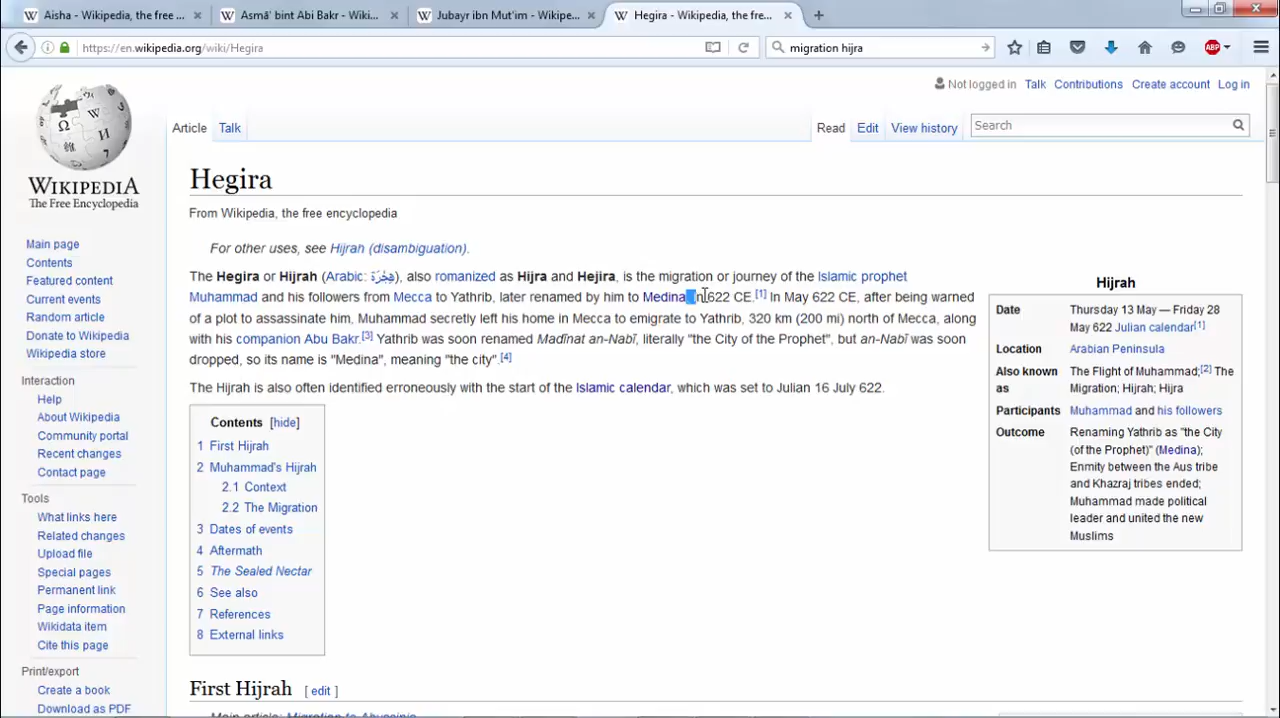 Aisha - Wikipedia, the free ...
Asmā' bint Abi Bakr - Wiki...
Jubayr ibn Mut'im - Wikipe...
Hegira - Wikipedia, the fre...
https://en.wikipedia.org/wiki/Hegira
migration hijra
ABP
Not logged in Talk Contributions Create account Log in
Article Talk
Read Edit View history
Search
WIKIPEDIA
The Free Encyclopedia
Main page
Contents
Featured content
Current events
Random article
Donate to Wikipedia
Wikipedia store
Interaction
Help
About Wikipedia
Community portal
Recent changes
Contact page
Tools
What links here
Related changes
Upload file
Special pages
Permanent link
Page information
Wikidata item
Cite this page
Print/export
Create a book
Download as PDF
Hegira
From Wikipedia, the free encyclopedia
For other uses, see Hijrah (disambiguation).
The Hegira or Hijrah (Arabic: هِجْرَة), also romanized as Hijra and Hejira, is the migration or journey of the Islamic prophet
Muhammad and his followers from Mecca to Yathrib, later renamed by him to Medina, in 622 CE.[1] In May 622 CE, after being warned
of a plot to assassinate him, Muhammad secretly left his home in Mecca to emigrate to Yathrib, 320 km (200 mi) north of Mecca, along
with his companion Abu Bakr.[3] Yathrib was soon renamed Madīnat an-Nabī, literally "the City of the Prophet", but an-Nabī was soon
dropped, so its name is "Medina", meaning "the city".[4]
The Hijrah is also often identified erroneously with the start of the Islamic calendar, which was set to Julian 16 July 622.
Contents [hide]
1 First Hijrah
2 Muhammad's Hijrah
2.1 Context
2.2 The Migration
3 Dates of events
4 Aftermath
5 The Sealed Nectar
6 See also
7 References
8 External links
First Hijrah [ edit ]
Main article: Migration to Abyssinia
Hijrah
Date Thursday 13 May — Friday 28
May 622 Julian calendar[1]
Location Arabian Peninsula
Also known The Flight of Muhammad;[2] The
as Migration; Hijrah; Hijra
Participants Muhammad and his followers
Outcome Renaming Yathrib as "the City
(of the Prophet)" (Medina);
Enmity between the Aus tribe
and Khazraj tribes ended;
Muhammad made political
leader and united the new
Muslims